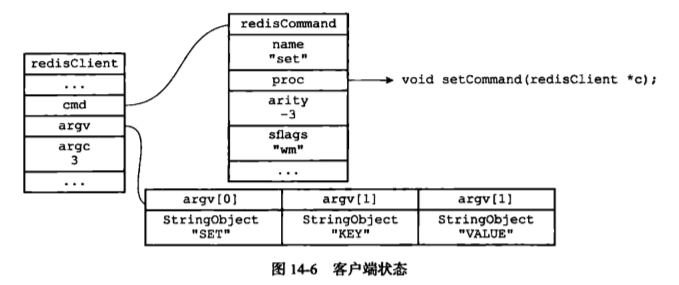 redisClient
...
cmd
argv
argc
3
...
redisCommand
name
"set"
proc
arity
-3
sflags
"wm"
...
void setCommand(redisClient *c);
argv[0] argv[1] argv[1]
StringObject StringObject StringObject
"SET" "KEY" "VALUE"
图 14-6 客户端状态